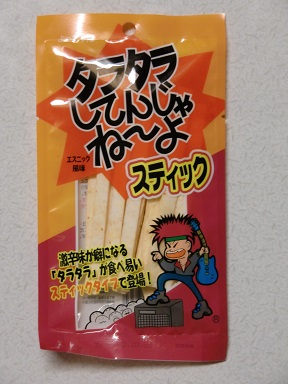 タラタラ
してんじゃ
ね〜よ
エスニック
風味
スティック
激辛味が癖になる
「タラタラ」が食べ易い
スティックタイプで登場!